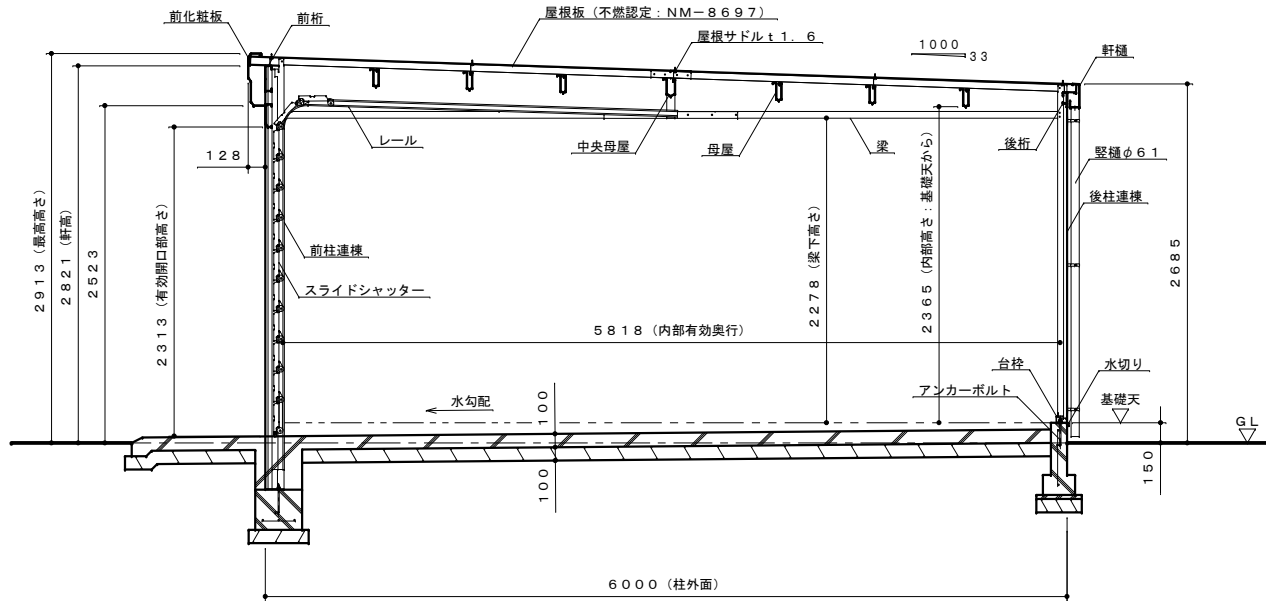 前化粧板
前桁
屋根板（不燃認定：ＮＭ－８６９７）
屋根サドルｔ１．６
1000
33
軒樋
レール
中央母屋
母屋
梁
後桁
竪樋φ６１
後柱連棟
128
2913（最高高さ）
2821（軒高）
2523
2313（有効開口部高さ）
前柱連棟
スライドシャッター
2278（梁下高さ）
2365（内部高さ：基礎天から）
2685
5818（内部有効奥行）
台枠
水切り
アンカーボルト
基礎天
水勾配
100
100
GL
150
6000（柱外面）